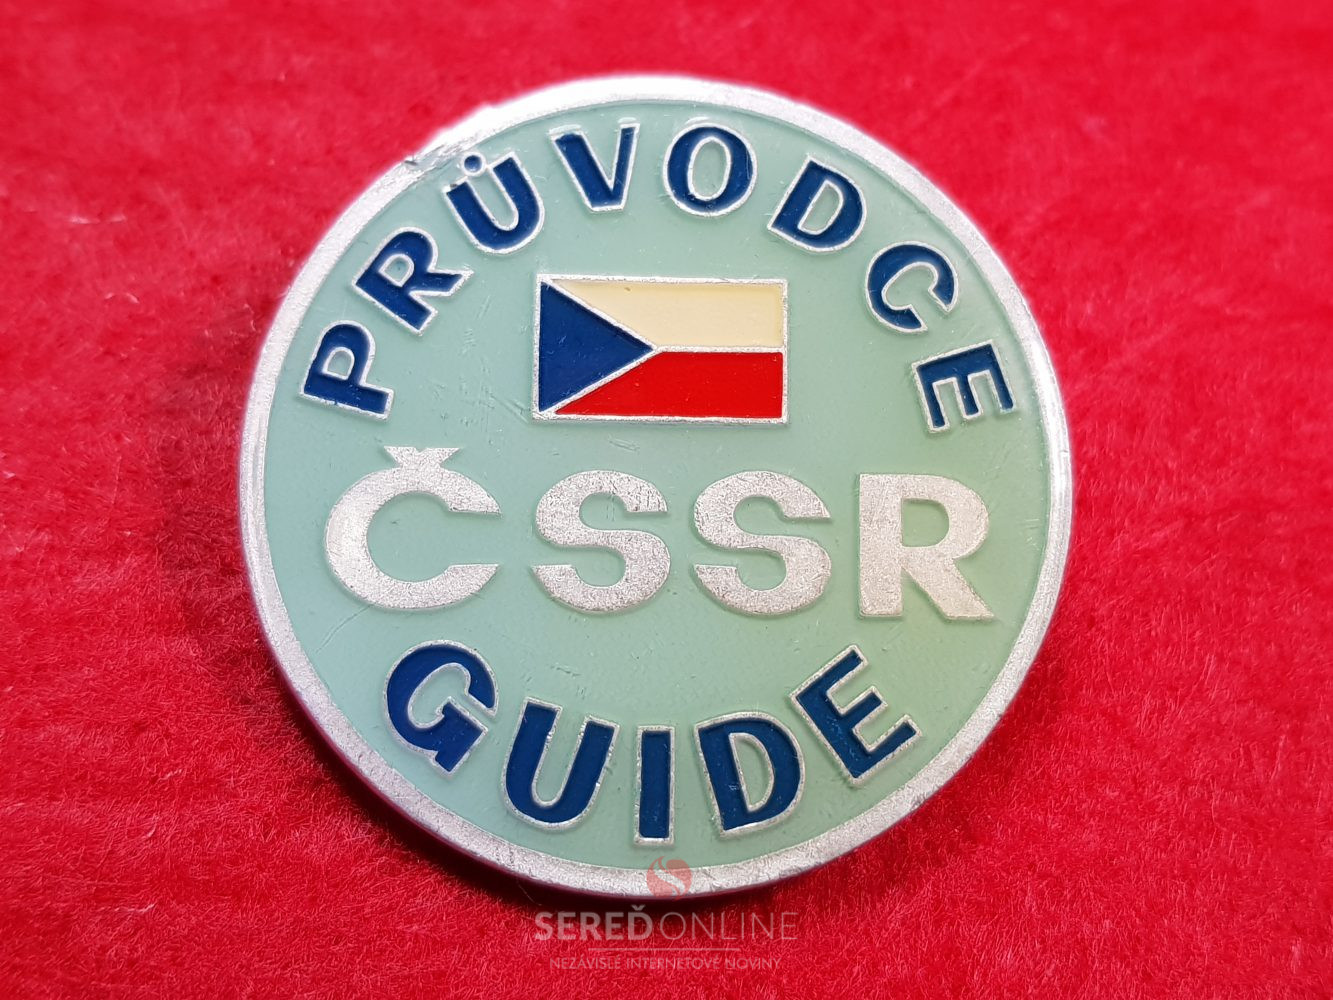 PRŮVODCE
ČSSR
GUIDE
SEREĎONLINE
NEZÁVISLÉ INTERNETOVÉ NOVINY